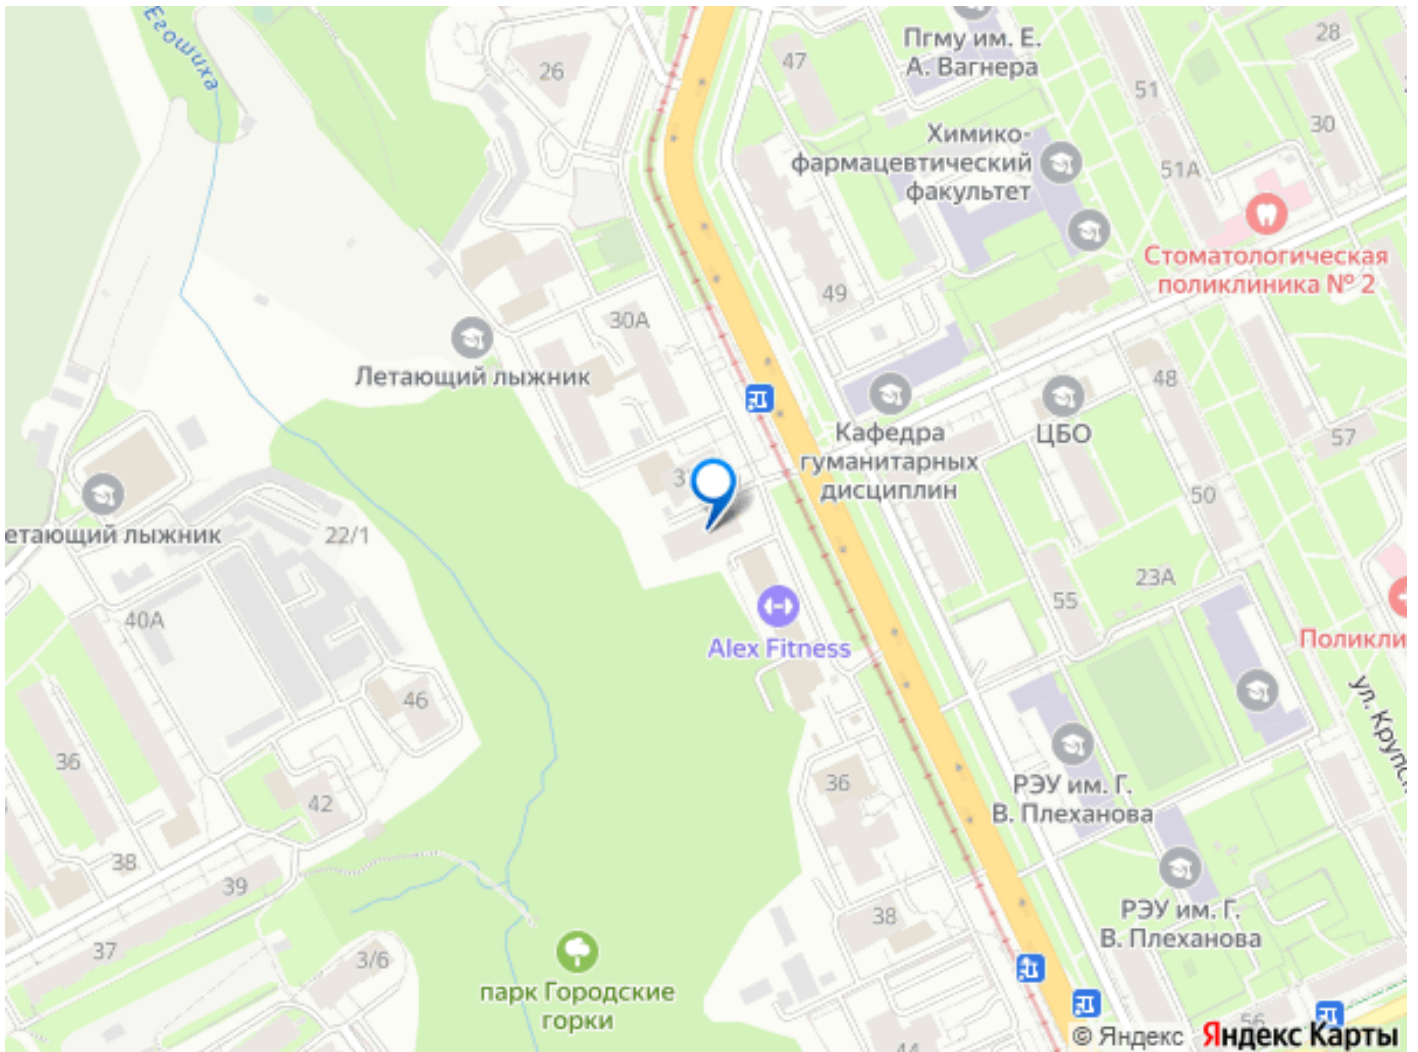 Егошиха
26
47
Пгму им. Е.
А. Вагнера
28
51
30
Химико-
фармацевтический
факультет
51А
Стоматологическая
поликлиника № 2
49
30А
Летающий лыжник
48
Кафедра
гуманитарных
дисциплин
ЦБО
57
50
етающий лыжник
22/1
23А
55
40А
Alex Fitness
Поликли
ул. Крупс
46
36
36
РЭУ им. Г.
В. Плеханова
42
38
39
38
РЭУ им. Г.
В. Плеханова
37
3/6
парк Городские
горки
56
44
© Яндекс Яндекс Карты